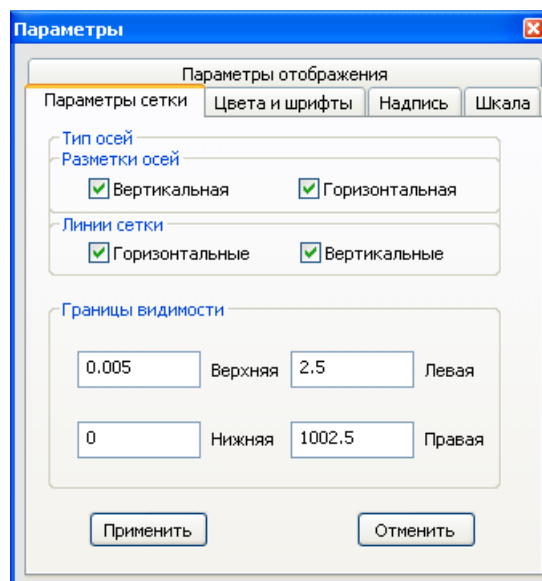 Параметры
Параметры отображения
Параметры сетки Цвета и шрифты Надпись Шкала
Тип осей
Разметки осей
Вертикальная Горизонтальная
Линии сетки
Горизонтальные Вертикальные
Границы видимости
0.005 Верхняя 2.5 Левая
0 Нижняя 1002.5 Правая
Применить Отменить